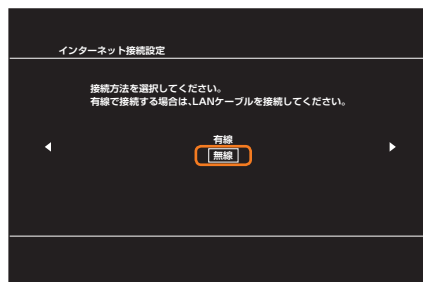 インターネット接続設定
接続方法を選択してください。
有線で接続する場合は、LANケーブルを接続してください。
有線
無線